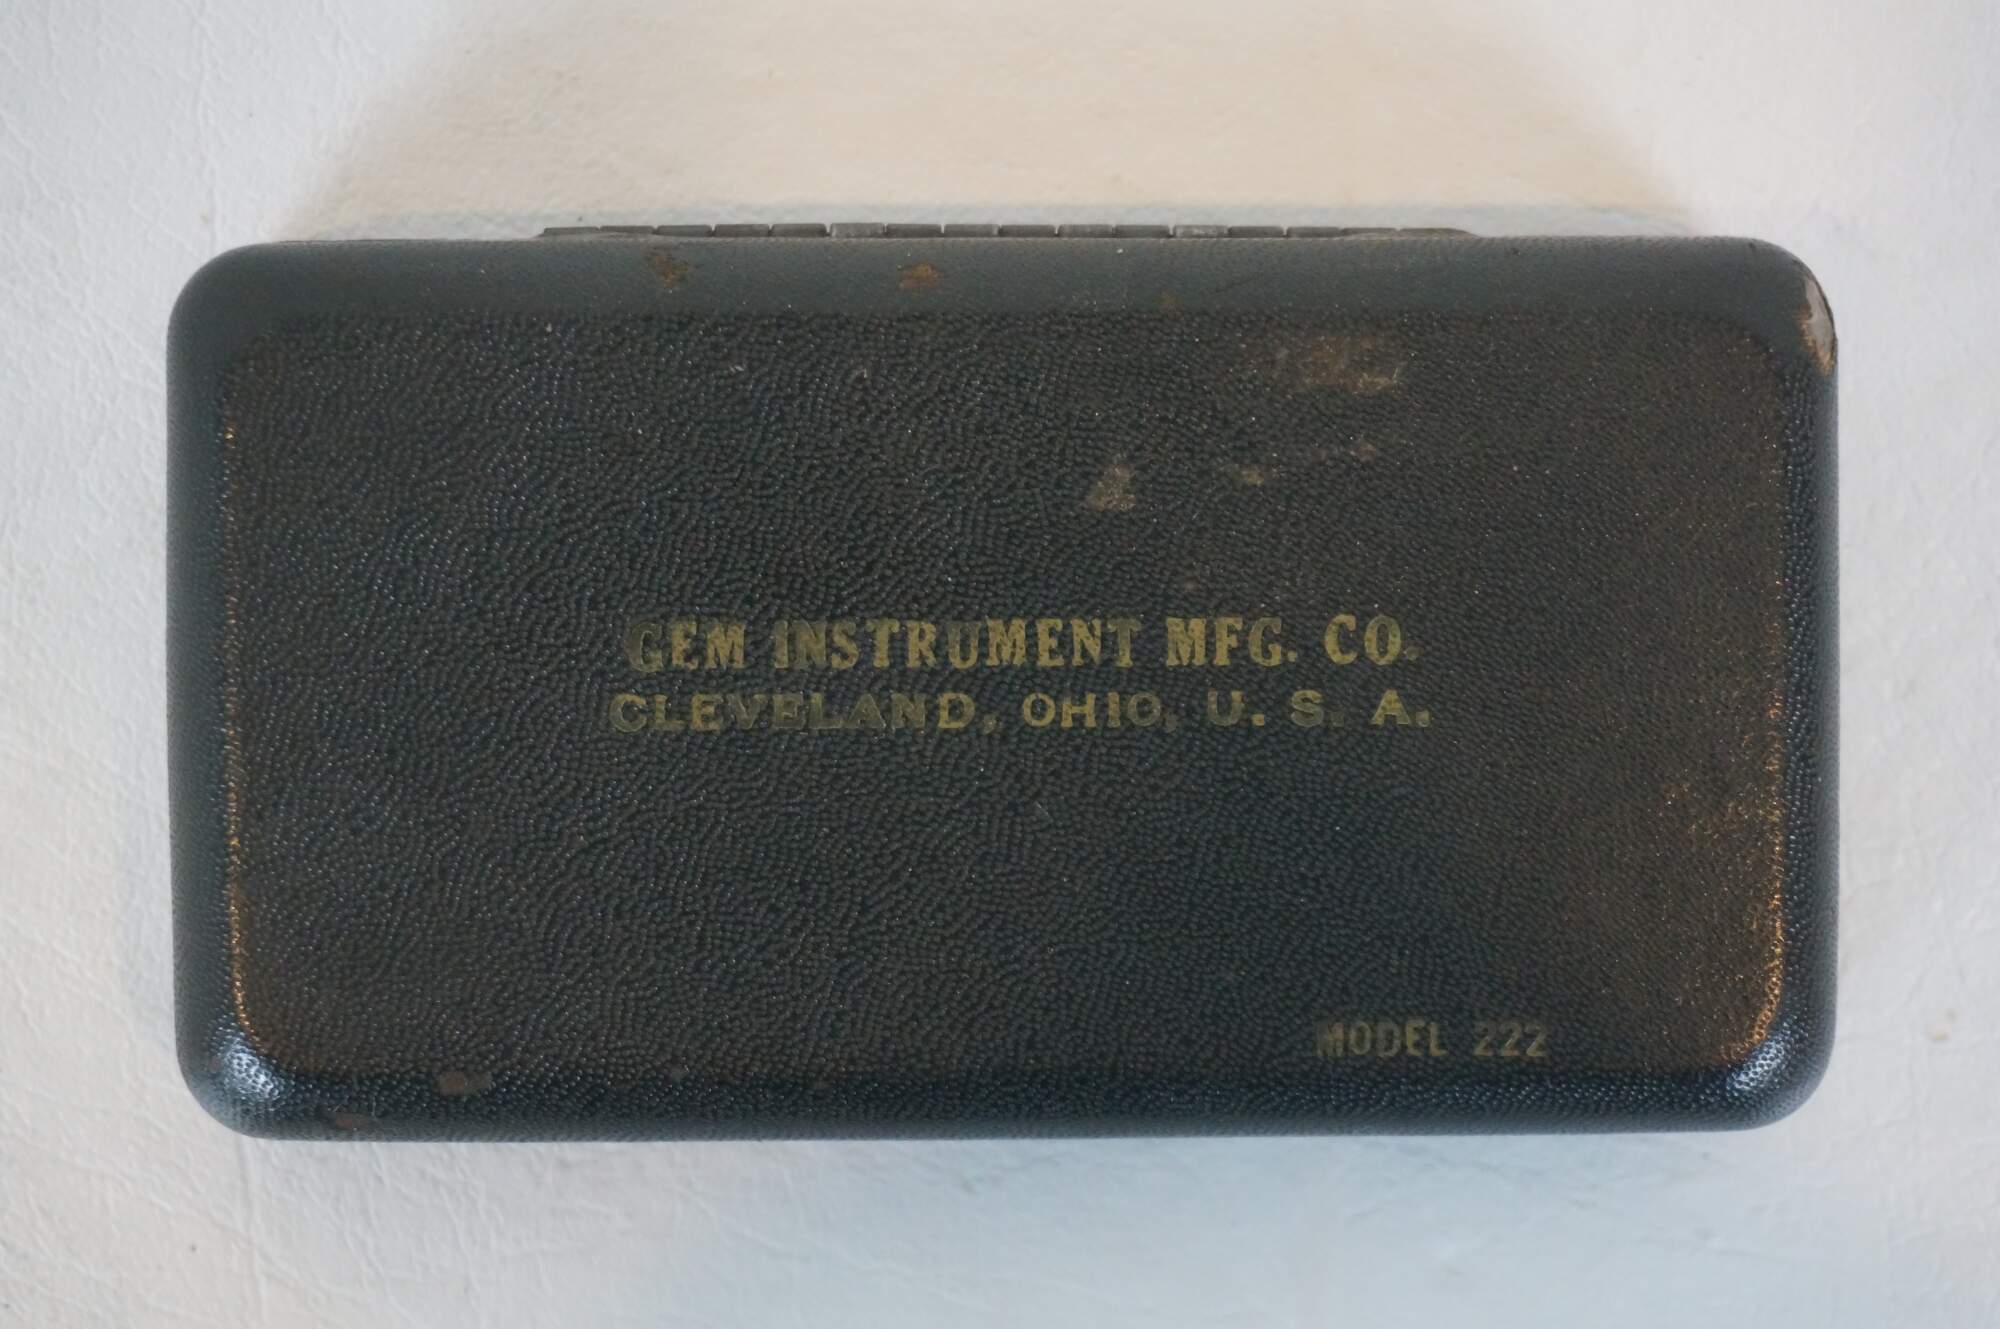 GEM INSTRUMENT MFG. CO.
CLEVELAND, OHIO, U. S. A.
MODEL 222